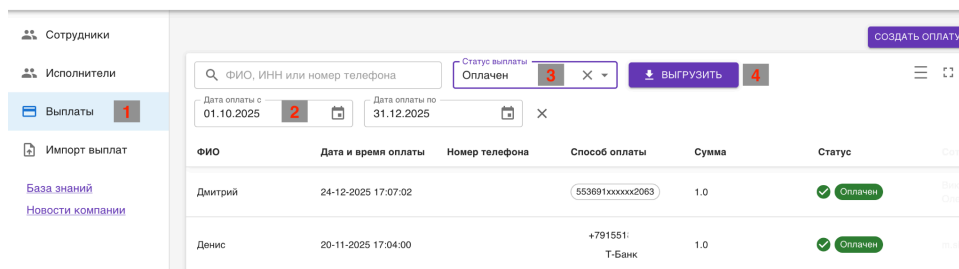 Сотрудники
Исполнители
Выплаты 1
Импорт выплат
База знаний
Новости компании
СОЗДАТЬ ОПЛАТУ
ФИО, ИНН или номер телефона
Статус выплаты
Оплачен 3
ВЫГРУЗИТЬ 4
Дата оплаты с
01.10.2025 2
Дата оплаты по
31.12.2025
ФИО Дата и время оплаты Номер телефона Способ оплаты Сумма Статус
Дмитрий 24-12-2025 17:07:02 553691xxxxxx2063 1.0 Оплачен
+791551
Денис 20-11-2025 17:04:00 1.0 Оплачен
Т-Банк